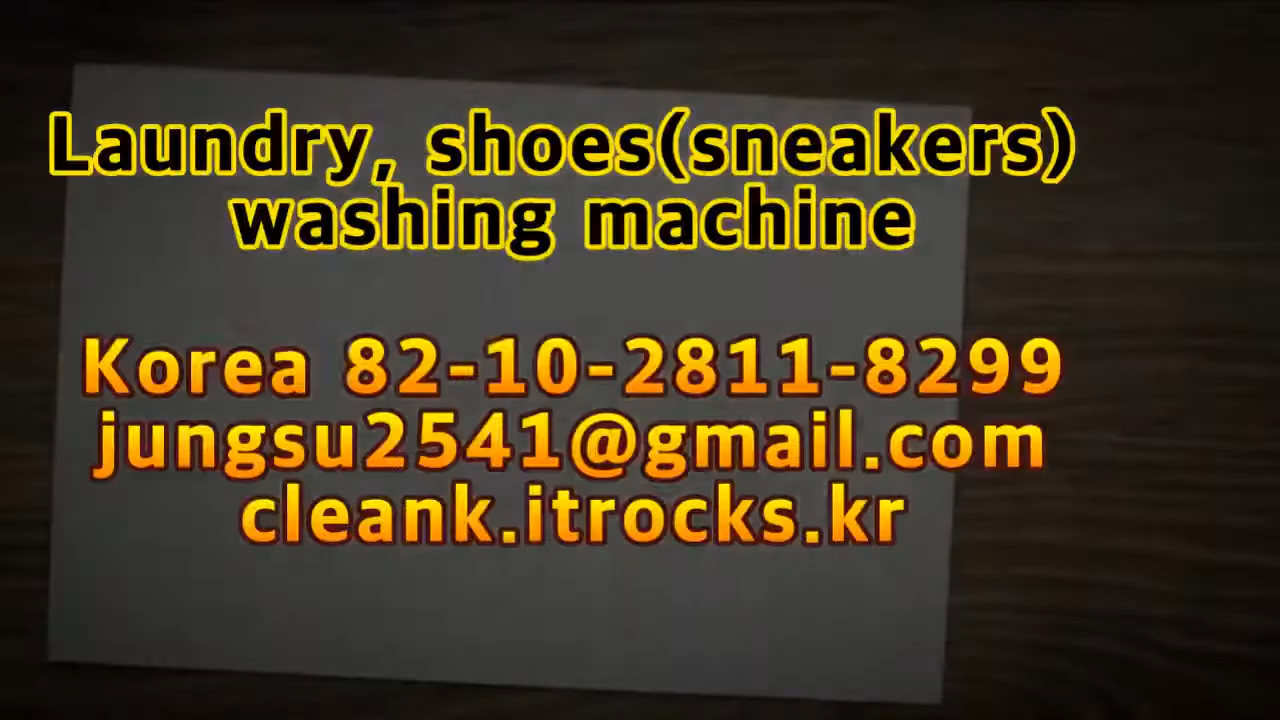 Laundry, shoes(sneakers)
washing machine
Korea 82-10-2811-8299
jungsu2541@gmail.com
cleank.itrocks.kr